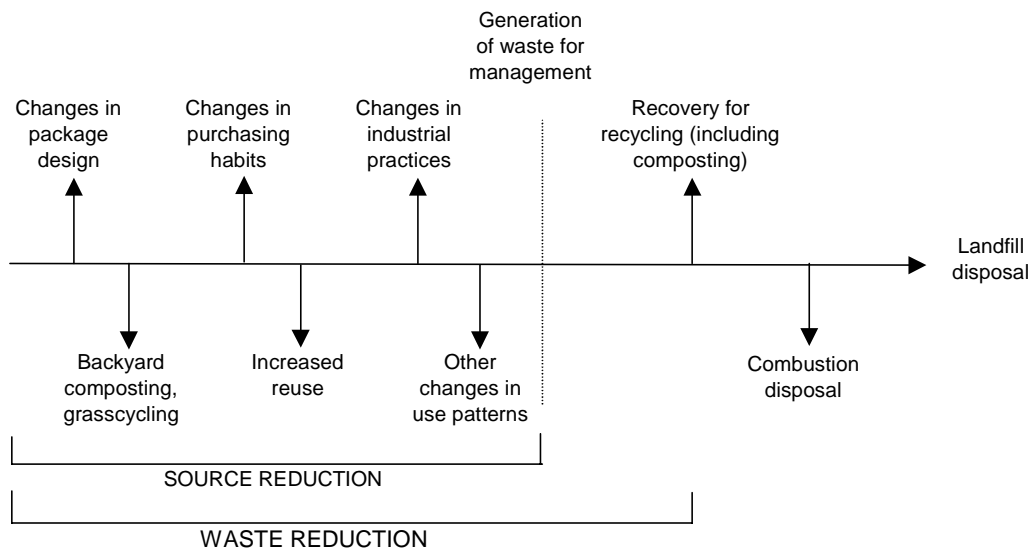 Generation
of waste for
management
Changes in
package
design
Changes in
purchasing
habits
Changes in
industrial
practices
Recovery for
recycling (including
composting)
Landfill
disposal
Backyard
composting,
grasscycling
Increased
reuse
Other
changes in
use patterns
Combustion
disposal
SOURCE REDUCTION
WASTE REDUCTION